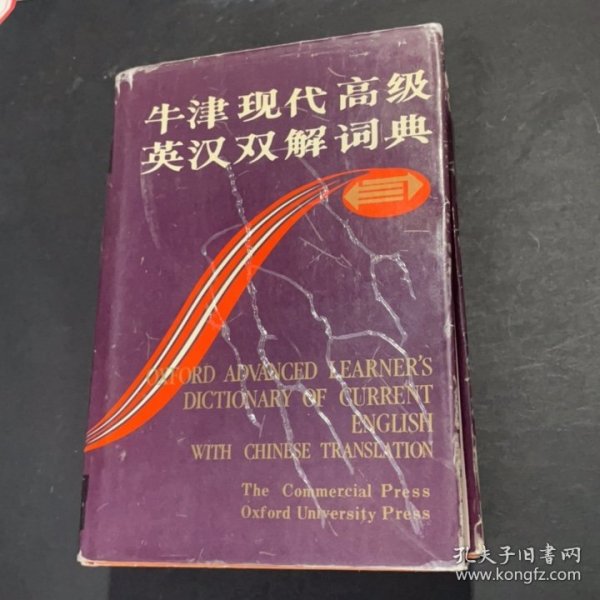 牛津现代高级
英汉双解词典
OXFORD ADVANCED LEARNER'S
DICTIONARY OF CURRENT
ENGLISH
WITH CHINESE TRANSLATION
The Commercial Press
Oxford University Press
孔夫子旧書网
www.kongfz.com